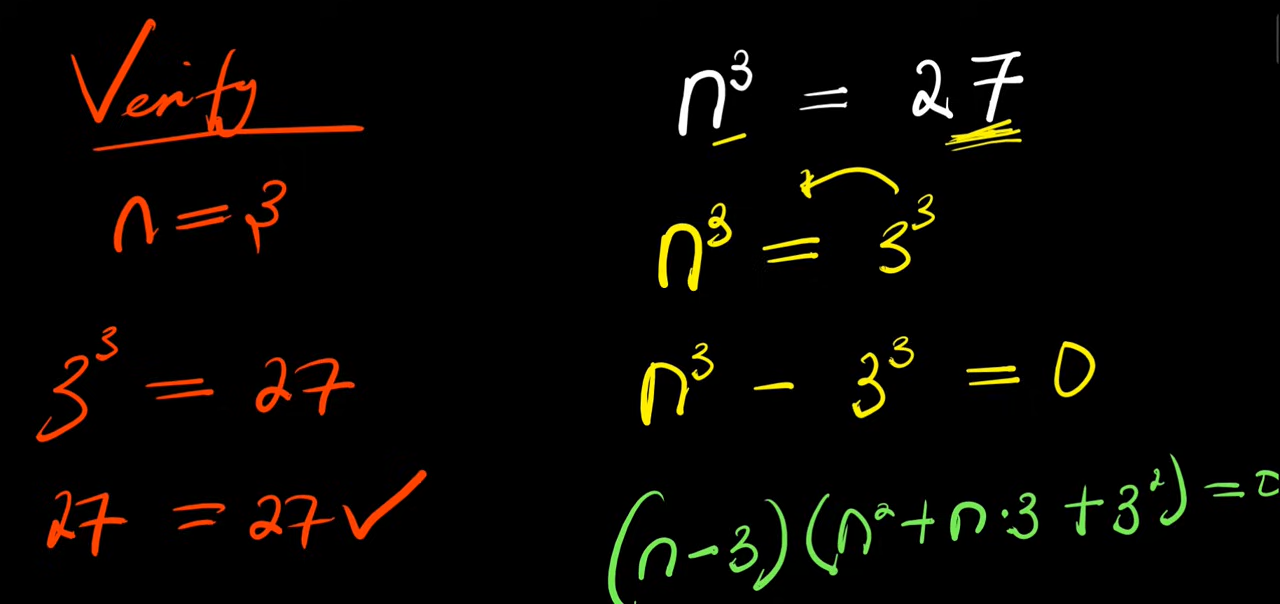 Verify
n = 3
3³ = 27
27 = 27 ✓
n³ = 27
n³ = 3³
n³ - 3³ = 0
(n-3)(n²+n·3+3²)=0